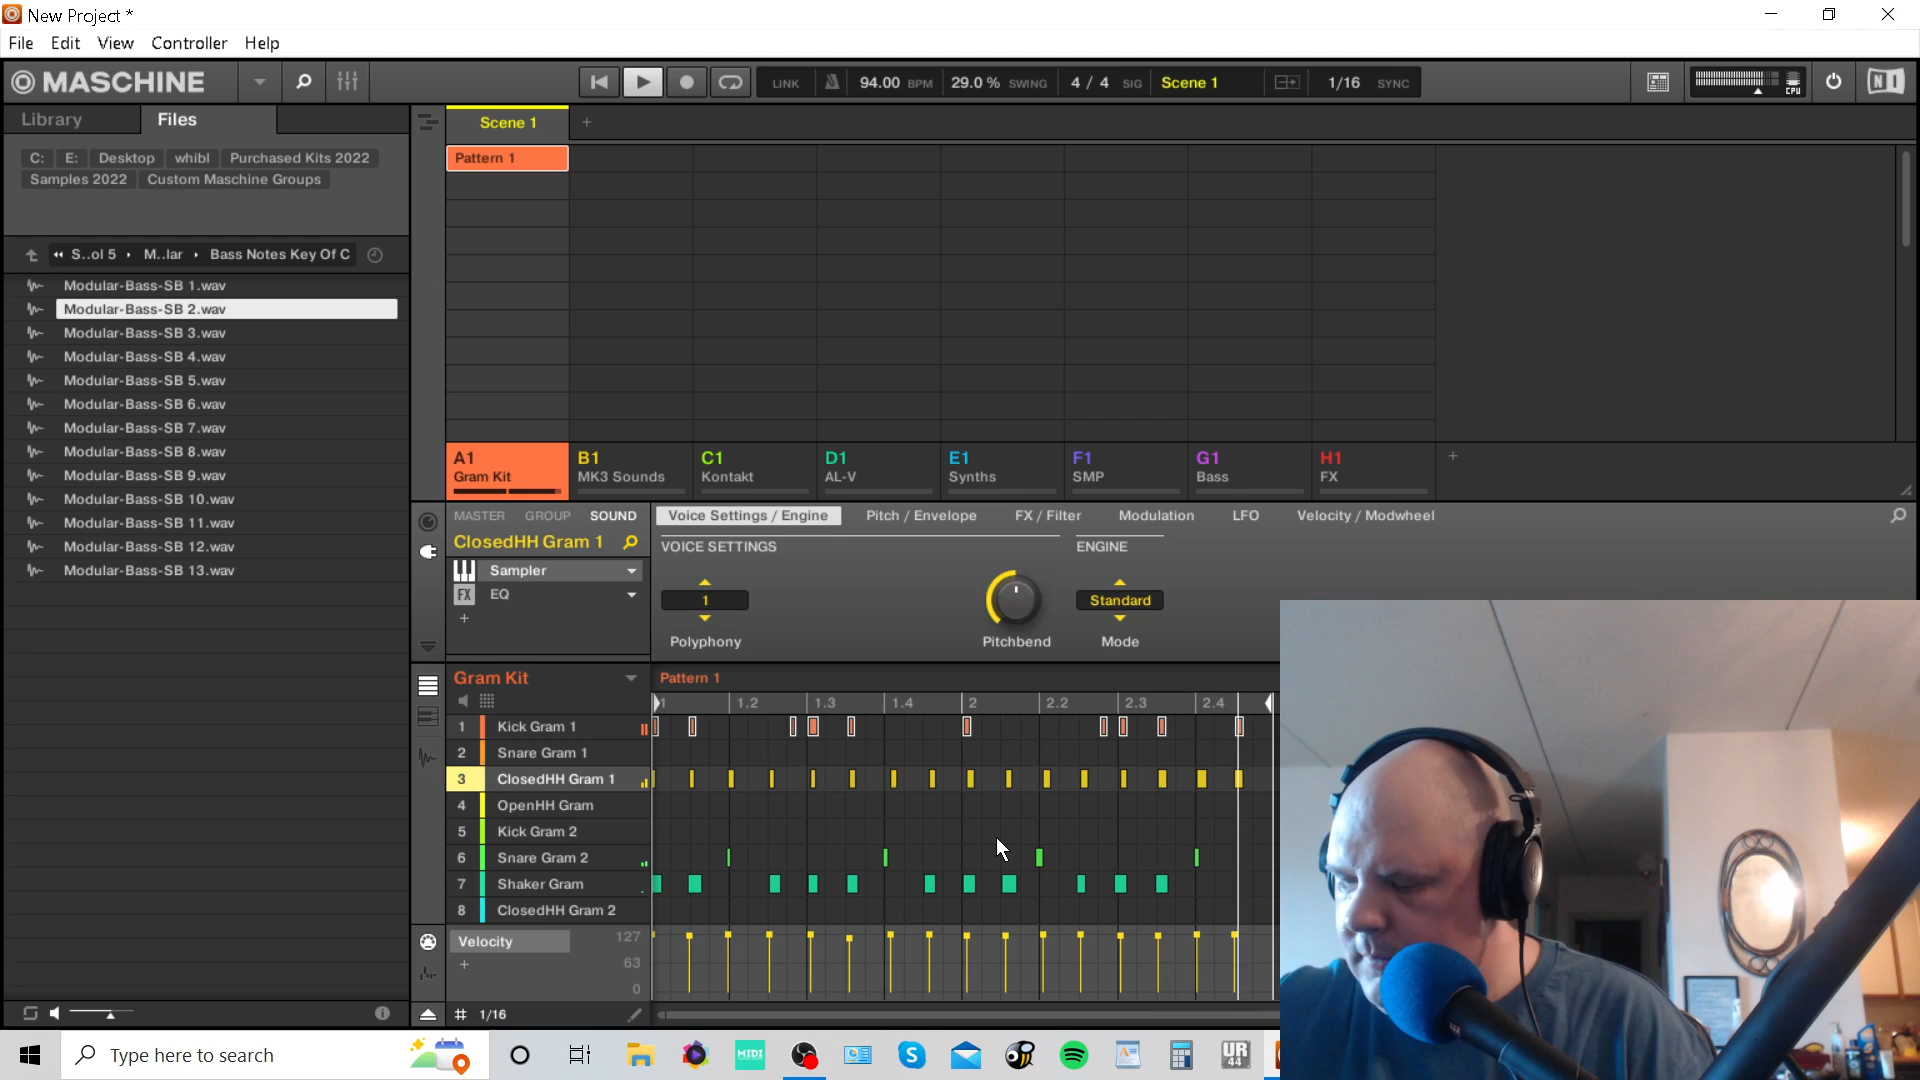 New Project *
File Edit View Controller Help
MASCHINE
LINK 94.00 BPM 29.0 % SWING 4 / 4 SIG Scene 1 1/16 SYNC
CPU
NI
Library Files
Scene 1 +
C: E: Desktop whibl Purchased Kits 2022
Samples 2022 Custom Maschine Groups
Pattern 1
S..ol 5 M..lar Bass Notes Key Of C
Modular-Bass-SB 1.wav
Modular-Bass-SB 2.wav
Modular-Bass-SB 3.wav
Modular-Bass-SB 4.wav
Modular-Bass-SB 5.wav
Modular-Bass-SB 6.wav
Modular-Bass-SB 7.wav
Modular-Bass-SB 8.wav
Modular-Bass-SB 9.wav
Modular-Bass-SB 10.wav
Modular-Bass-SB 11.wav
Modular-Bass-SB 12.wav
Modular-Bass-SB 13.wav
A1 B1 C1 D1 E1 F1 G1 H1 +
Gram Kit MK3 Sounds Kontakt AL-V Synths SMP Bass FX
MASTER GROUP SOUND
Voice Settings / Engine Pitch / Envelope FX / Filter Modulation LFO Velocity / Modwheel
ClosedHH Gram 1
VOICE SETTINGS ENGINE
Sampler
FX EQ
+
1 Standard
Polyphony Pitchbend Mode
Gram Kit
Pattern 1
1 1.2 1.3 1.4 2 2.2 2.3 2.4
1 Kick Gram 1
2 Snare Gram 1
3 ClosedHH Gram 1
4 OpenHH Gram
5 Kick Gram 2
6 Snare Gram 2
7 Shaker Gram
8 ClosedHH Gram 2
Velocity 127
+ 63
0
1/16
Type here to search
MIDI
UR
44